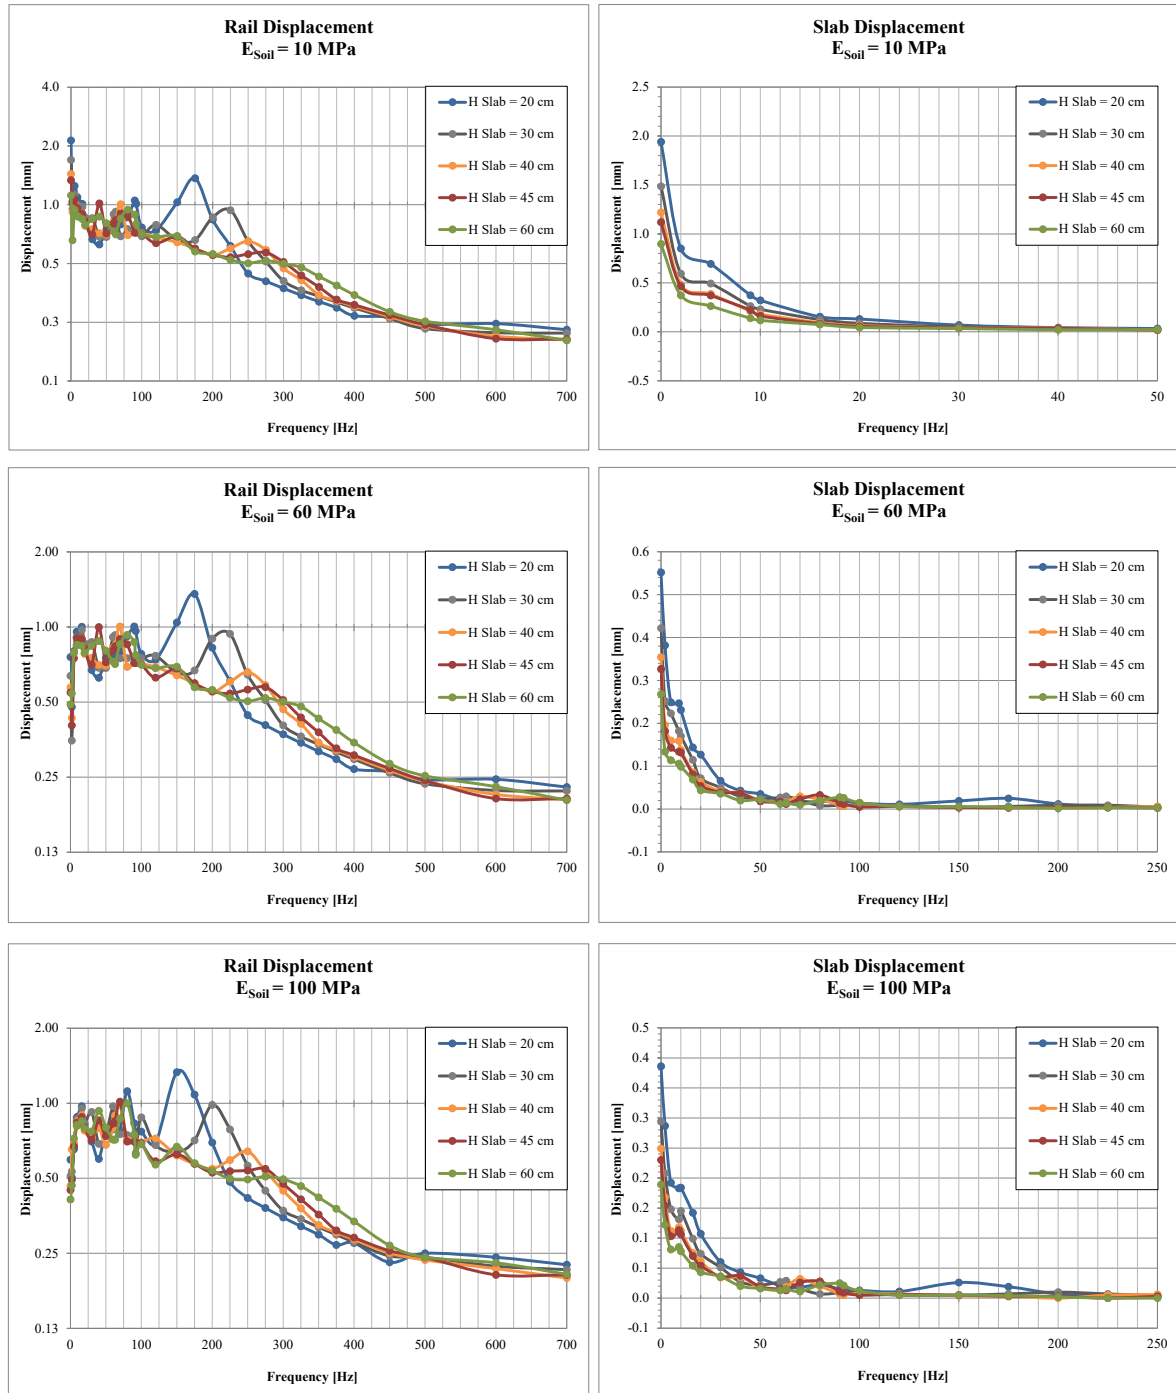 Rail Displacement
E_Soil = 10 MPa
4.0
2.0
1.0
0.5
0.3
0.1
Displacement [mm]
0 100 200 300 400 500 600 700
Frequency [Hz]
H Slab = 20 cm
H Slab = 30 cm
H Slab = 40 cm
H Slab = 45 cm
H Slab = 60 cm
Slab Displacement
E_Soil = 10 MPa
2.5
2.0
1.5
1.0
0.5
0.0
-0.5
Displacement [mm]
0 10 20 30 40 50
Frequency [Hz]
H Slab = 20 cm
H Slab = 30 cm
H Slab = 40 cm
H Slab = 45 cm
H Slab = 60 cm
Rail Displacement
E_Soil = 60 MPa
2.00
1.00
0.50
0.25
0.13
Displacement [mm]
0 100 200 300 400 500 600 700
Frequency [Hz]
H Slab = 20 cm
H Slab = 30 cm
H Slab = 40 cm
H Slab = 45 cm
H Slab = 60 cm
Slab Displacement
E_Soil = 60 MPa
0.6
0.5
0.4
0.3
0.2
0.1
0.0
-0.1
Displacement [mm]
0 50 100 150 200 250
Frequency [Hz]
H Slab = 20 cm
H Slab = 30 cm
H Slab = 40 cm
H Slab = 45 cm
H Slab = 60 cm
Rail Displacement
E_Soil = 100 MPa
2.00
1.00
0.50
0.25
0.13
Displacement [mm]
0 100 200 300 400 500 600 700
Frequency [Hz]
H Slab = 20 cm
H Slab = 30 cm
H Slab = 40 cm
H Slab = 45 cm
H Slab = 60 cm
Slab Displacement
E_Soil = 100 MPa
0.5
0.4
0.4
0.3
0.3
0.2
0.2
0.1
0.1
0.0
-0.1
Displacement [mm]
0 50 100 150 200 250
Frequency [Hz]
H Slab = 20 cm
H Slab = 30 cm
H Slab = 40 cm
H Slab = 45 cm
H Slab = 60 cm